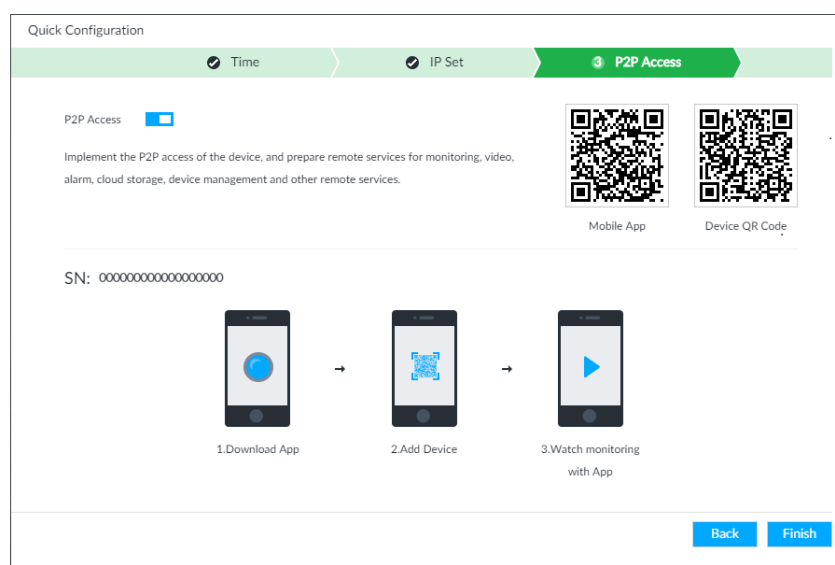 Quick Configuration
Time
IP Set
3 P2P Access
P2P Access
Implement the P2P access of the device, and prepare remote services for monitoring, video,
alarm, cloud storage, device management and other remote services.
Mobile App
Device QR Code
SN: 000000000000000000
1.Download App
2.Add Device
3.Watch monitoring
with App
Back
Finish